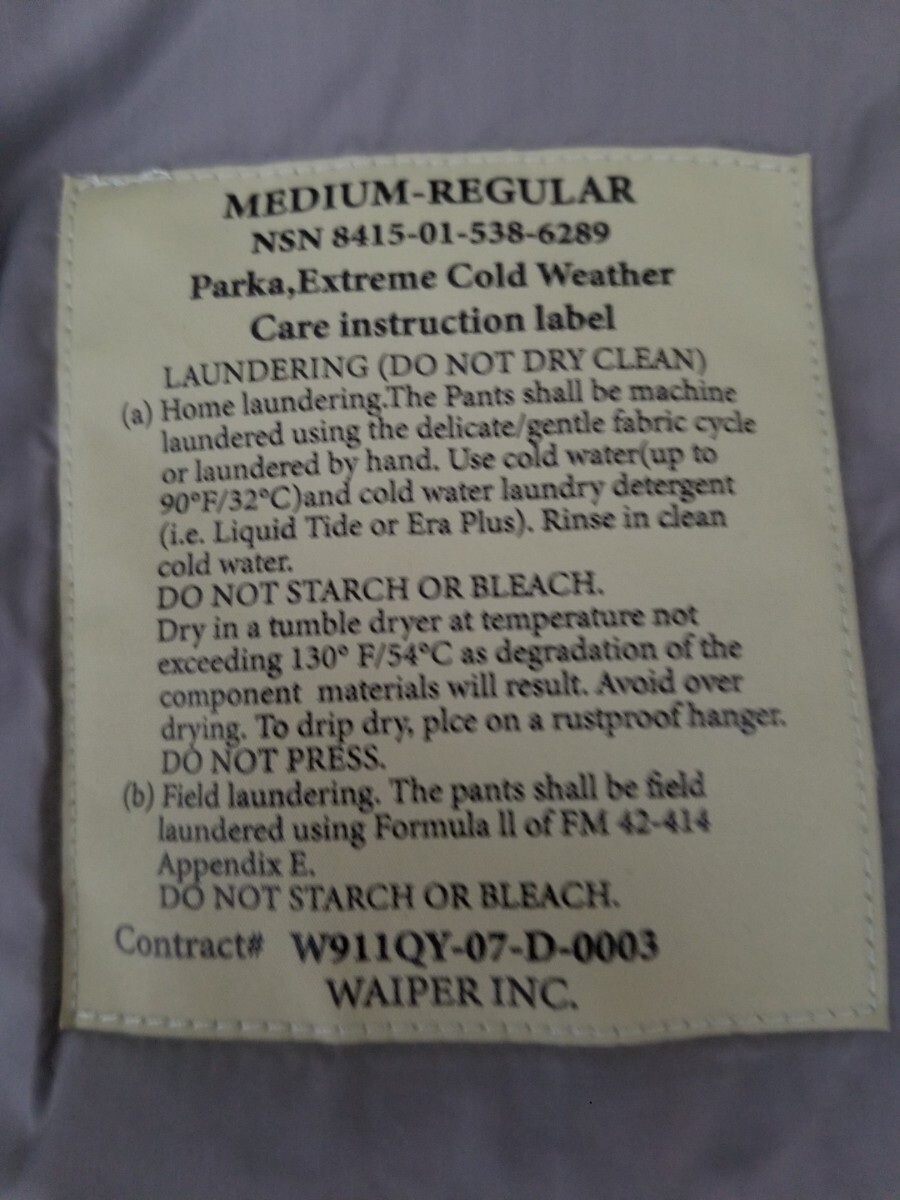 MEDIUM-REGULAR
NSN 8415-01-538-6289
Parka,Extreme Cold Weather
Care instruction label
LAUNDERING (DO NOT DRY CLEAN)
(a) Home laundering.The Pants shall be machine
laundered using the delicate/gentle fabric cycle
or laundered by hand. Use cold water(up to
90°F/32°C)and cold water laundry detergent
(i.e. Liquid Tide or Era Plus). Rinse in clean
cold water.
DO NOT STARCH OR BLEACH.
Dry in a tumble dryer at temperature not
exceeding 130° F/54°C as degradation of the
component materials will result. Avoid over
drying. To drip dry, plce on a rustproof hanger.
DO NOT PRESS.
(b) Field laundering. The pants shall be field
laundered using Formula ll of FM 42-414
Appendix E.
DO NOT STARCH OR BLEACH.
Contract# W911QY-07-D-0003
WAIPER INC.